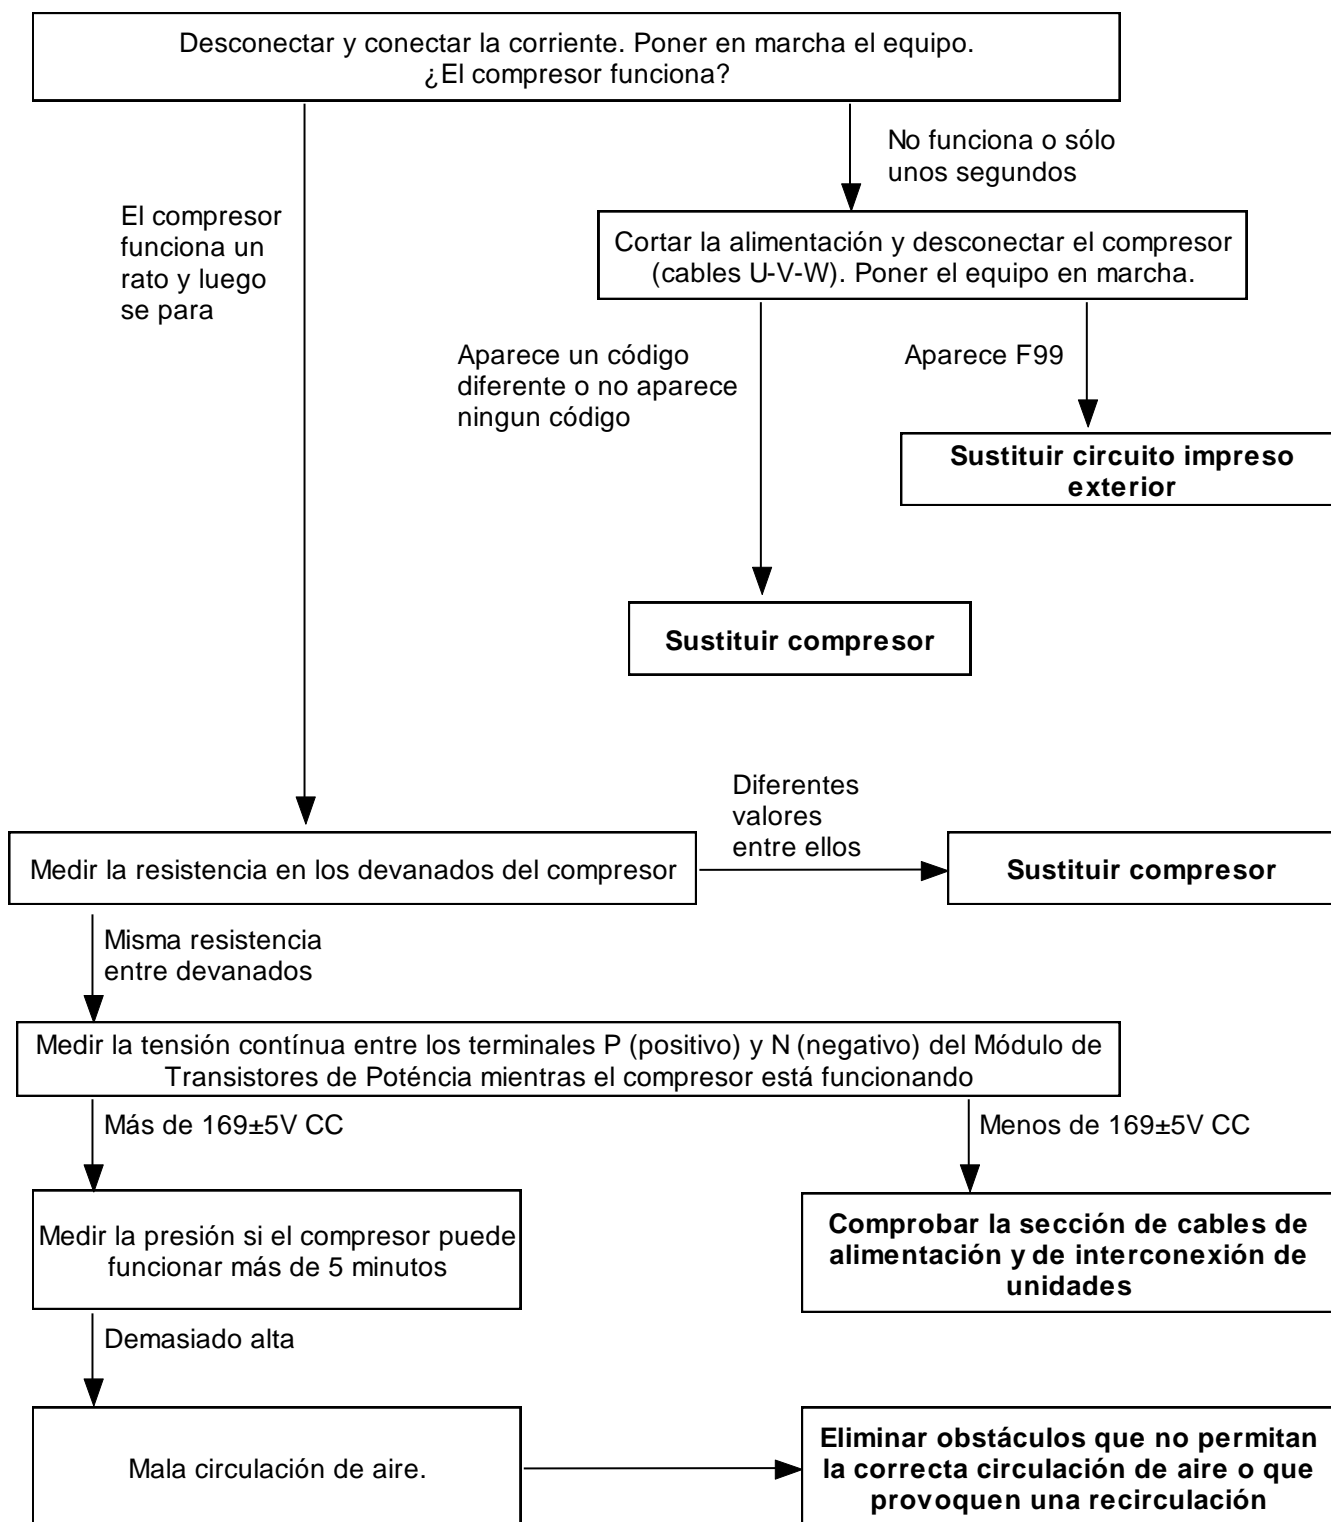 Desconectar y conectar la corriente. Poner en marcha el equipo.
¿El compresor funciona?
No funciona o sólo
unos segundos
El compresor
funciona un
rato y luego
se para
Cortar la alimentación y desconectar el compresor
(cables U-V-W). Poner el equipo en marcha.
Aparece un código
diferente o no aparece
ningun código
Aparece F99
Sustituir circuito impreso
exterior
Sustituir compresor
Diferentes
valores
entre ellos
Medir la resistencia en los devanados del compresor
Sustituir compresor
Misma resistencia
entre devanados
Medir la tensión contínua entre los terminales P (positivo) y N (negativo) del Módulo de
Transistores de Poténcia mientras el compresor está funcionando
Más de 169±5V CC
Menos de 169±5V CC
Medir la presión si el compresor puede
funcionar más de 5 minutos
Comprobar la sección de cables de
alimentación y de interconexión de
unidades
Demasiado alta
Mala circulación de aire.
Eliminar obstáculos que no permitan
la correcta circulación de aire o que
provoquen una recirculación